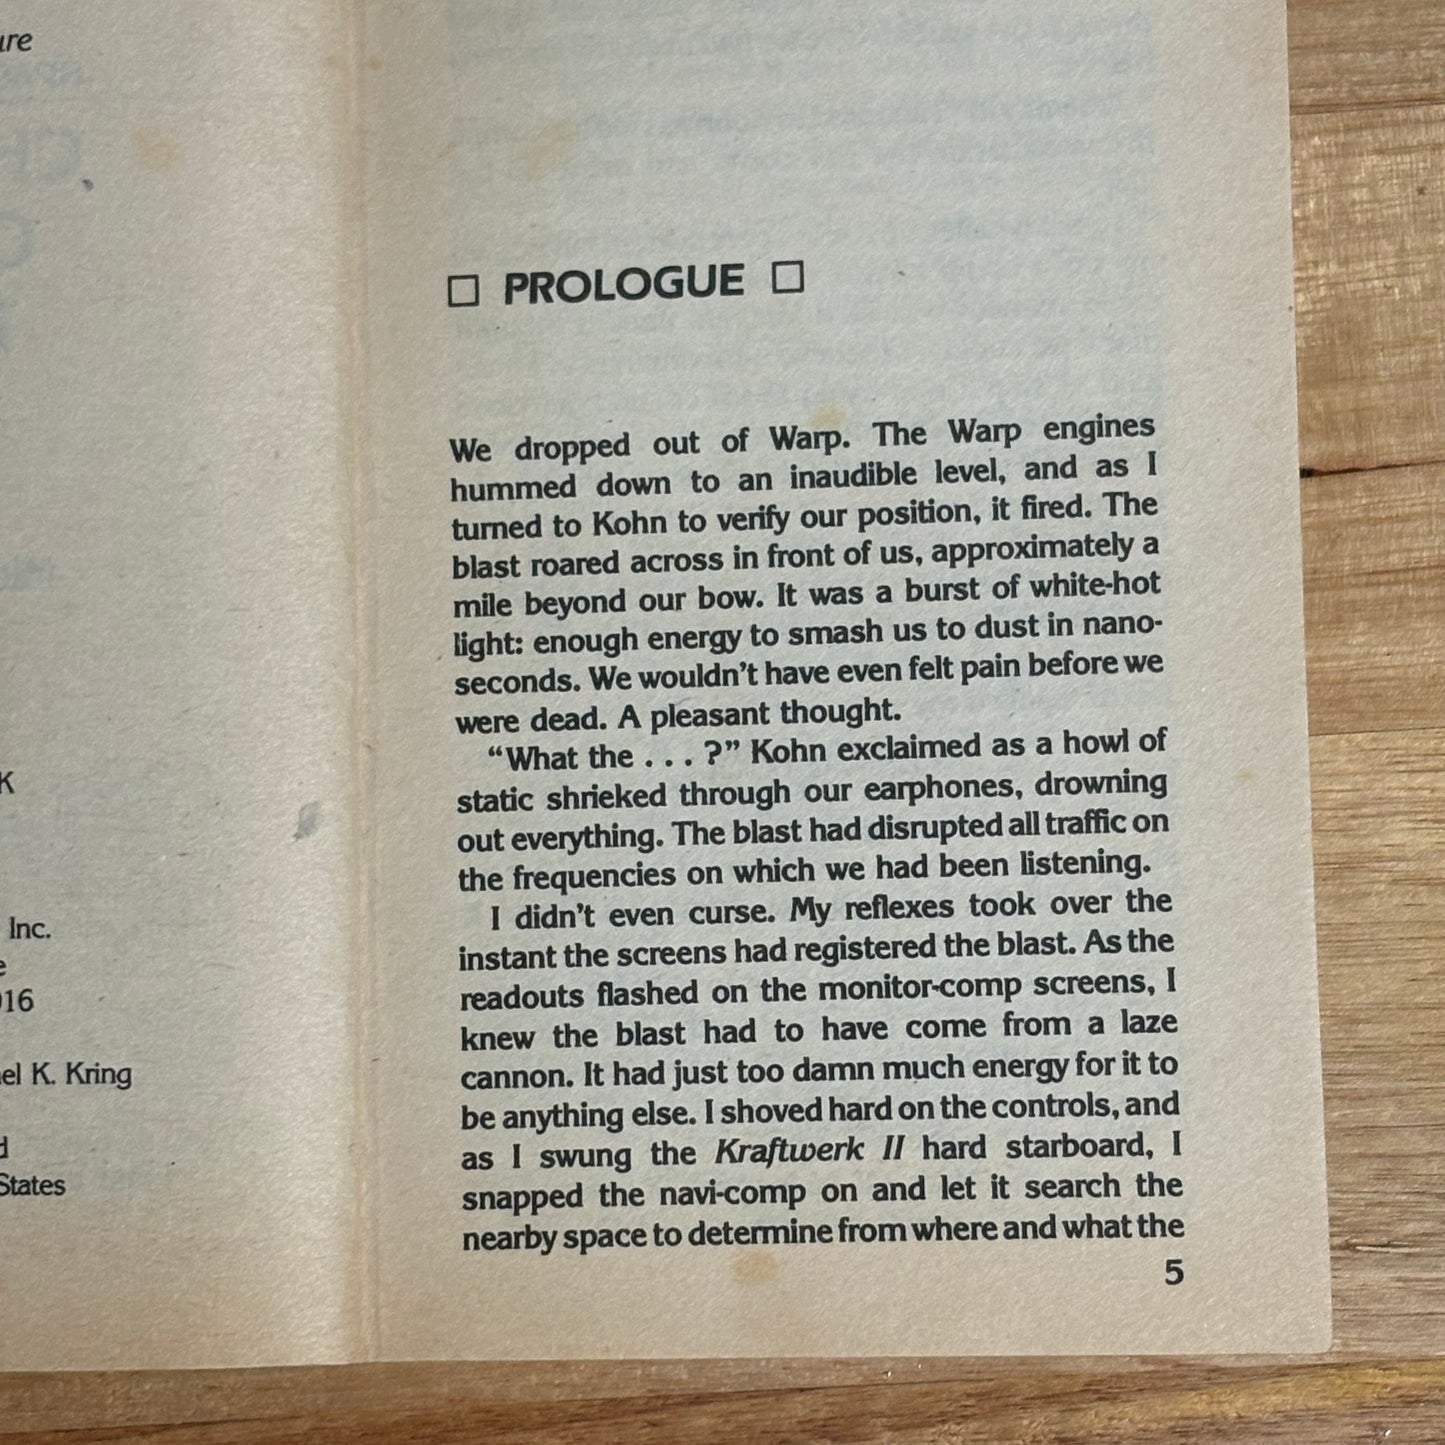 K
Inc.
016
el K. Kring
States
□ PROLOGUE □
We dropped out of Warp. The Warp engines
hummed down to an inaudible level, and as I
turned to Kohn to verify our position, it fired. The
blast roared across in front of us, approximately a
mile beyond our bow. It was a burst of white-hot
light: enough energy to smash us to dust in nano-
seconds. We wouldn't have even felt pain before we
were dead. A pleasant thought.
“What the . . . ?” Kohn exclaimed as a howl of
static shrieked through our earphones, drowning
out everything. The blast had disrupted all traffic on
the frequencies on which we had been listening.
I didn't even curse. My reflexes took over the
instant the screens had registered the blast. As the
readouts flashed on the monitor-comp screens, I
knew the blast had to have come from a laze
cannon. It had just too damn much energy for it to
be anything else. I shoved hard on the controls, and
as I swung the Kraftwerk II hard starboard, I
snapped the navi-comp on and let it search the
nearby space to determine from where and what the
5